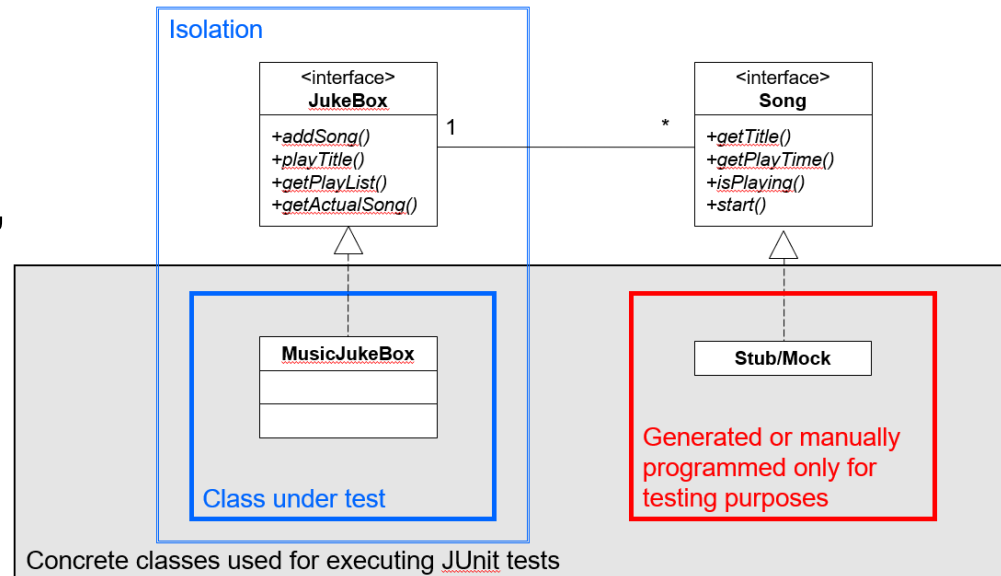 Isolation
<interface>
JukeBox
+addSong()
+playTitle()
+getPlayList()
+getActualSong()
1
*
<interface>
Song
+getTitle()
+getPlayTime()
+isPlaying()
+start()
MusicJukeBox
Class under test
Stub/Mock
Generated or manually
programmed only for
testing purposes
Concrete classes used for executing JUnit tests